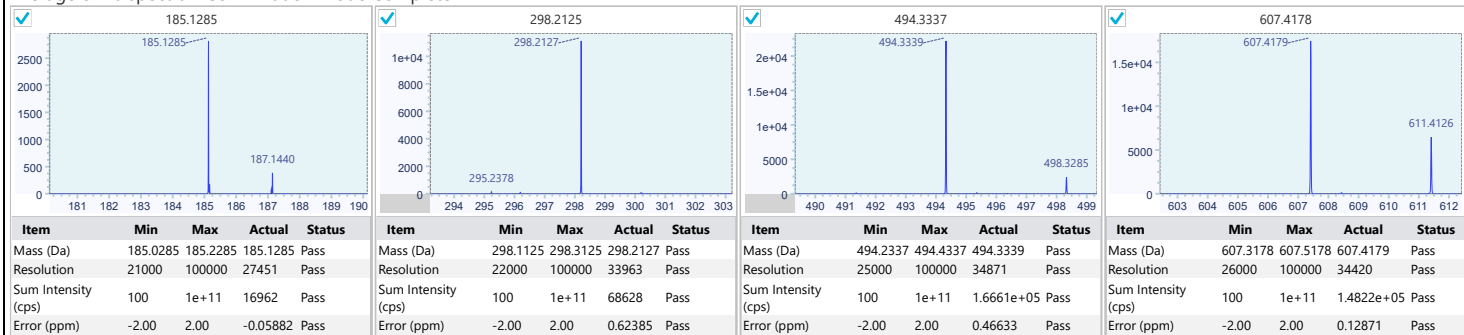 185.1285
298.2125
494.3337
607.4178
185.1285
187.1440
2500
2000
1500
1000
500
0
181 182 183 184 185 186 187 188 189 190
298.2127
295.2378
1e+04
8000
6000
4000
2000
0
294 295 296 297 298 299 300 301 302 303
494.3339
498.3285
2e+04
1.5e+04
1e+04
5000
0
490 491 492 493 494 495 496 497 498 499
607.4179
611.4126
1.5e+04
1e+04
5000
0
603 604 605 606 607 608 609 610 611 612
Item Min Max Actual Status
Mass (Da) 185.0285 185.2285 185.1285 Pass
Resolution 21000 100000 27451 Pass
Sum Intensity (cps) 100 1e+11 16962 Pass
Error (ppm) -2.00 2.00 -0.05882 Pass
Item Min Max Actual Status
Mass (Da) 298.1125 298.3125 298.2127 Pass
Resolution 22000 100000 33963 Pass
Sum Intensity (cps) 100 1e+11 68628 Pass
Error (ppm) -2.00 2.00 0.62385 Pass
Item Min Max Actual Status
Mass (Da) 494.2337 494.4337 494.3339 Pass
Resolution 25000 100000 34871 Pass
Sum Intensity (cps) 100 1e+11 1.6661e+05 Pass
Error (ppm) -2.00 2.00 0.46633 Pass
Item Min Max Actual Status
Mass (Da) 607.3178 607.5178 607.4179 Pass
Resolution 26000 100000 34420 Pass
Sum Intensity (cps) 100 1e+11 1.4822e+05 Pass
Error (ppm) -2.00 2.00 0.12871 Pass